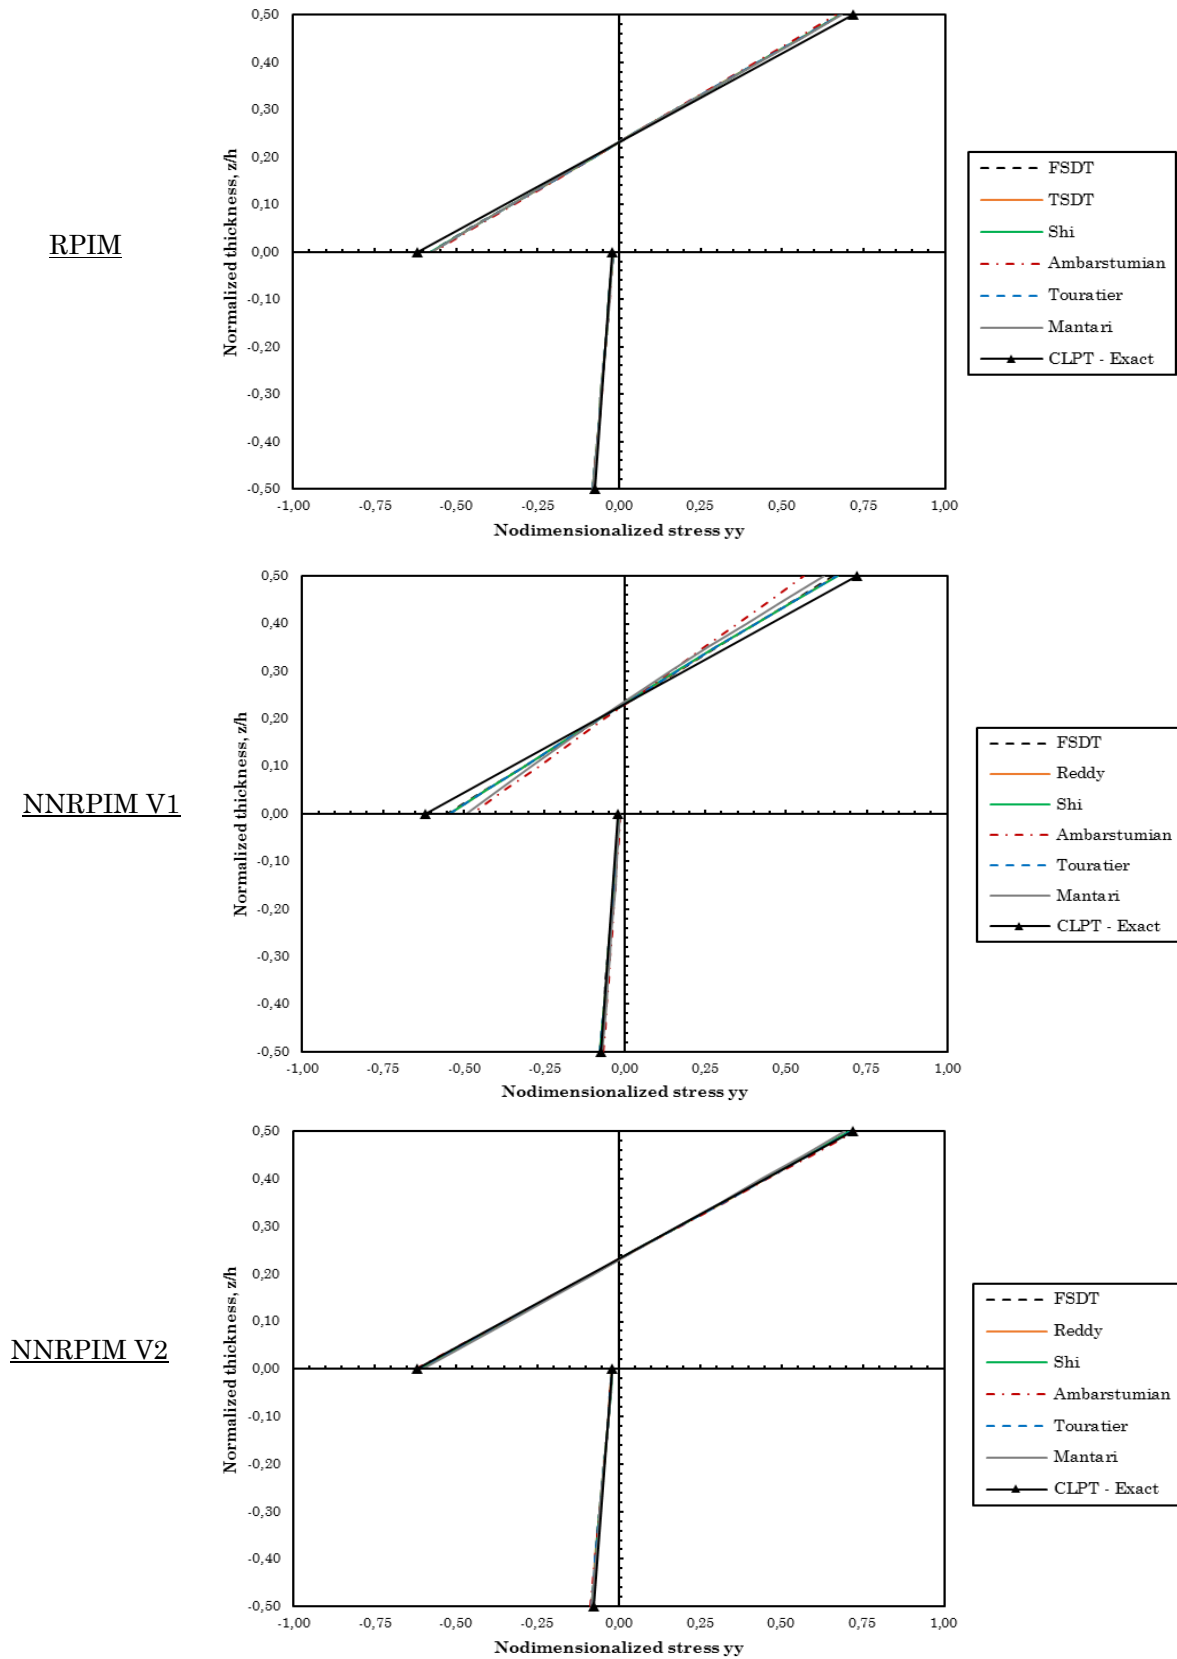 RPIM
Normalized thickness, z/h
0,50
0,40
0,30
0,20
0,10
0,00
-0,10
-0,20
-0,30
-0,40
-0,50
-1,00 -0,75 -0,50 -0,25 0,00 0,25 0,50 0,75 1,00
Nodimensionalized stress yy
FSDT
TSDT
Shi
Ambarstumian
Touratier
Mantari
CLPT - Exact
NNRPIM V1
Normalized thickness, z/h
0,50
0,40
0,30
0,20
0,10
0,00
-0,10
-0,20
-0,30
-0,40
-0,50
-1,00 -0,75 -0,50 -0,25 0,00 0,25 0,50 0,75 1,00
Nodimensionalized stress yy
FSDT
Reddy
Shi
Ambarstumian
Touratier
Mantari
CLPT - Exact
NNRPIM V2
Normalized thickness, z/h
0,50
0,40
0,30
0,20
0,10
0,00
-0,10
-0,20
-0,30
-0,40
-0,50
-1,00 -0,75 -0,50 -0,25 0,00 0,25 0,50 0,75 1,00
Nodimensionalized stress yy
FSDT
Reddy
Shi
Ambarstumian
Touratier
Mantari
CLPT - Exact